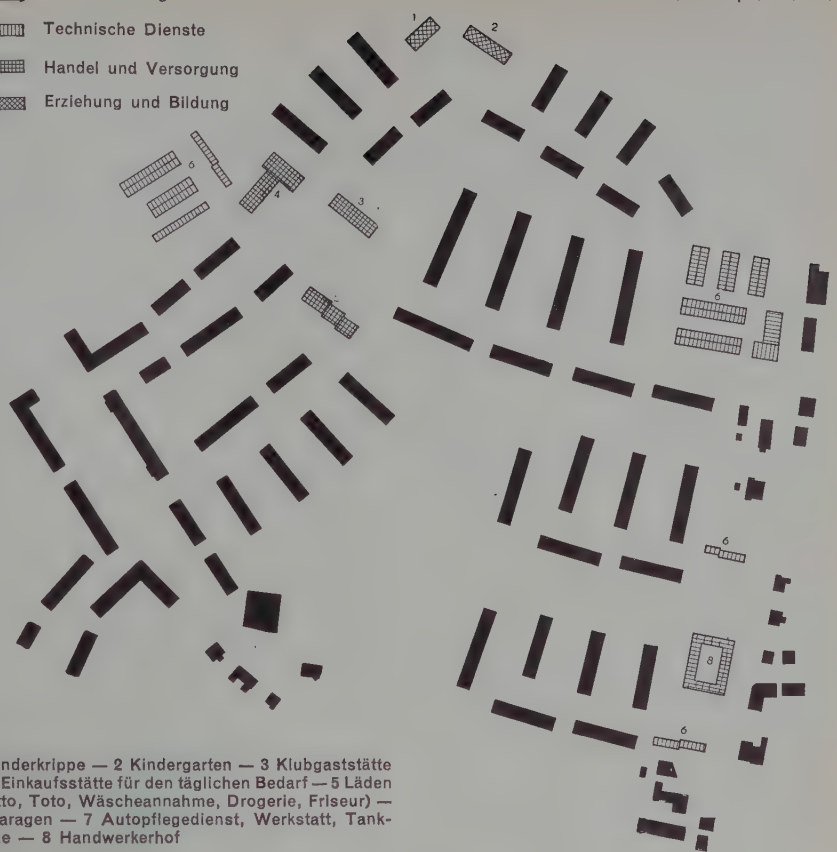 Technische Dienste
Handel und Versorgung
Erziehung und Bildung
1
2
6
4
3
6
6
8
6
nderkrippe — 2 Kindergarten — 3 Klubgaststätte
Einkaufsstätte für den täglichen Bedarf — 5 Läden
tto, Toto, Wäscheannahme, Drogerie, Friseur) —
aragen — 7 Autopflegedienst, Werkstatt, Tank-
e — 8 Handwerkerhof